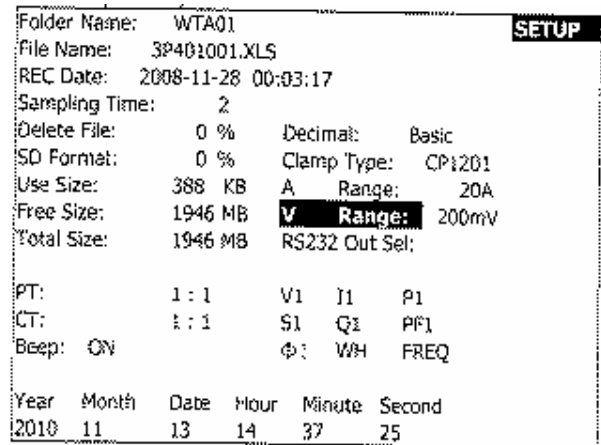 Folder Name: WTA01 SETUP
File Name: 3P401001.XLS
REC Date: 2008-11-28 00:03:17
Sampling Time: 2
Delete File: 0 % Decimal: Basic
SD Format: 0 % Clamp Type: CP1201
Use Size: 388 KB A Range: 20A
Free Size: 1946 MB V Range: 200mV
Total Size: 1946 MB RS232 Out Sel:
PT: 1 : 1 V1 I1 P1
CT: 1 : 1 S1 Q1 PF1
Beep: ON Φ1 WH FREQ
Year Month Date Hour Minute Second
2010 11 13 14 37 25